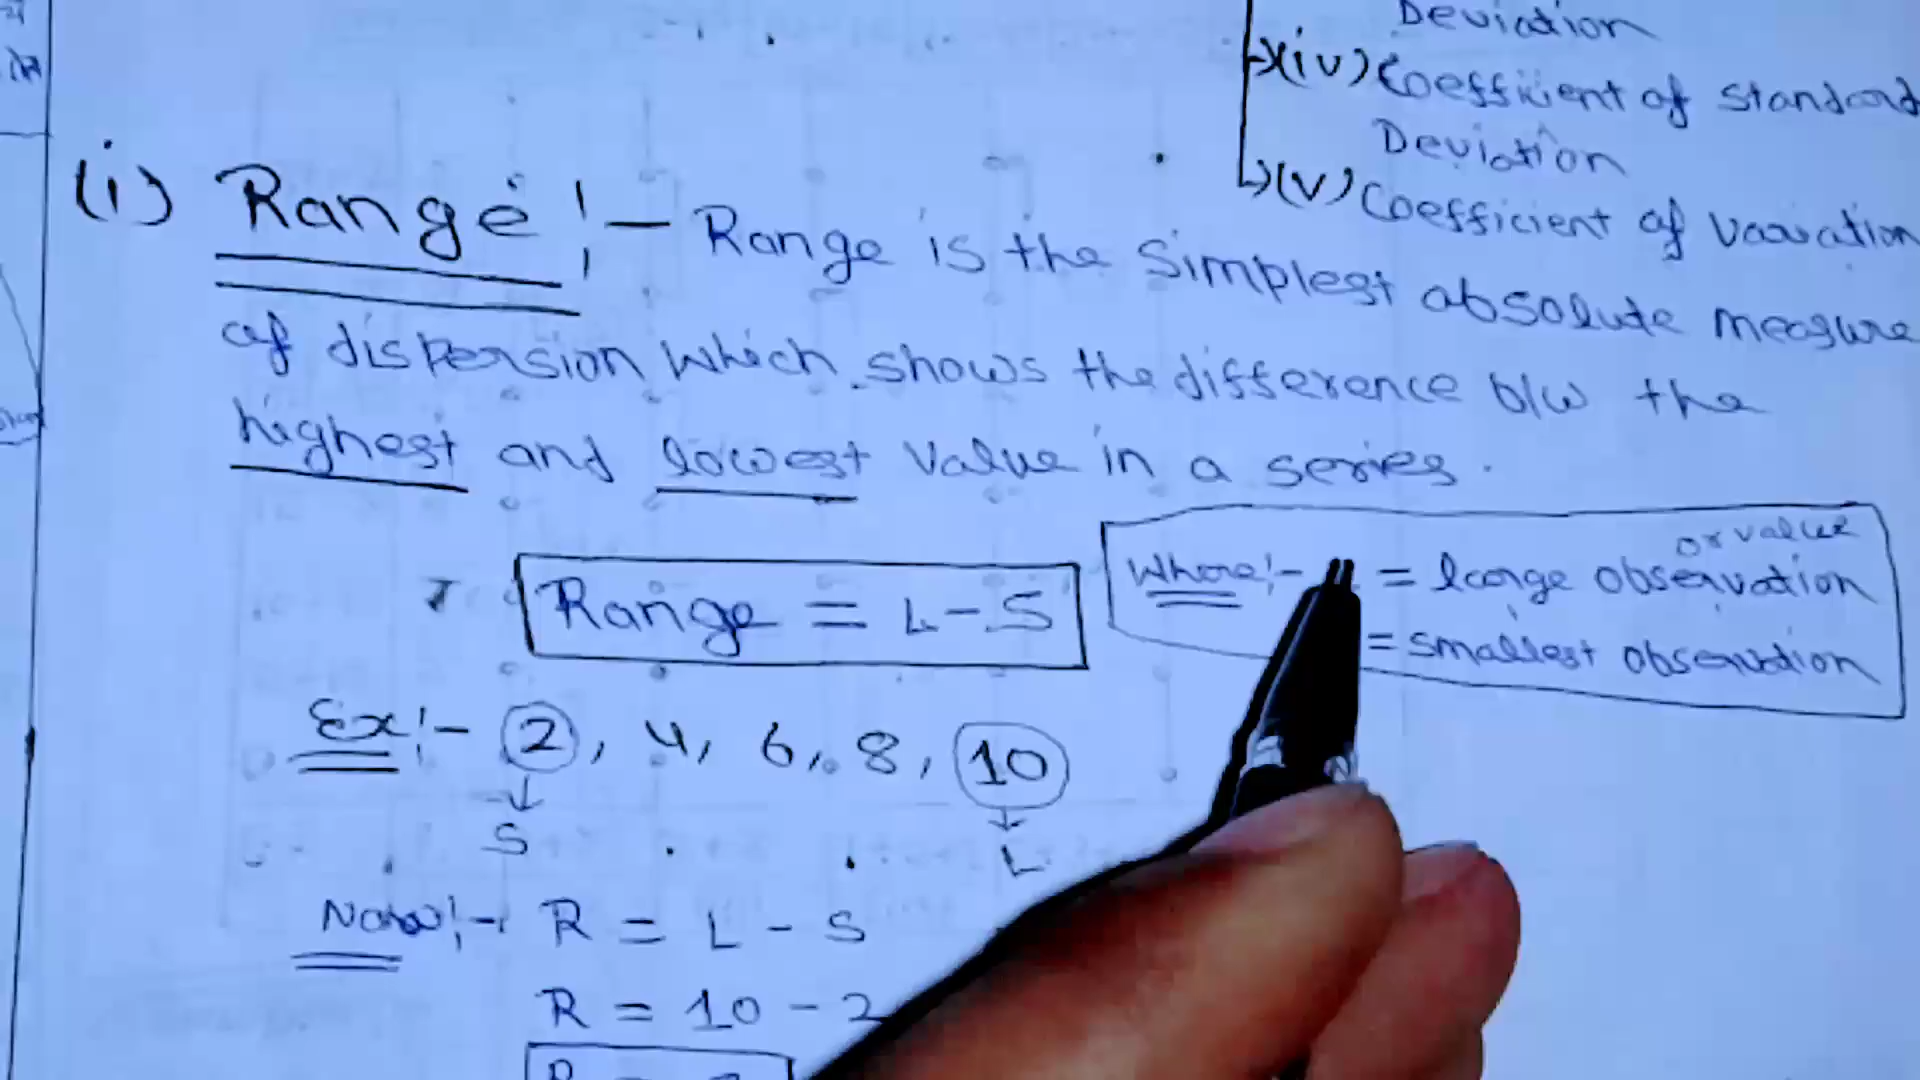 Deviation
→(iv) Coefficient of Standard
Deviation
→(v) Coefficient of Variation
(i) Range :- Range is the simplest absolute measure
of dispersion which shows the difference b/w the
highest and lowest value in a series.
Range = L - S
Where:- = large observation
or value
= smallest observation
Ex:- 2, 4, 6, 8, 10
S L
Now:- R = L - S
R = 10 - 2